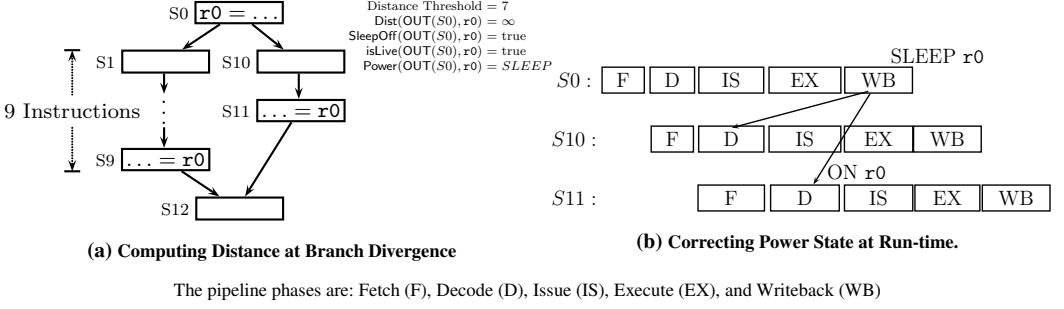 S0 r0 = ...
Distance Threshold = 7
Dist(OUT(S0), r0) = ∞
SleepOff(OUT(S0), r0) = true
isLive(OUT(S0), r0) = true
Power(OUT(S0), r0) = SLEEP
S1
S10
9 Instructions
S11 ... = r0
S9 ... = r0
S12
(a) Computing Distance at Branch Divergence
SLEEP r0
S0 : F D IS EX WB
S10 : F D IS EX WB
ON r0
S11 : F D IS EX WB
(b) Correcting Power State at Run-time.
The pipeline phases are: Fetch (F), Decode (D), Issue (IS), Execute (EX), and Writeback (WB)